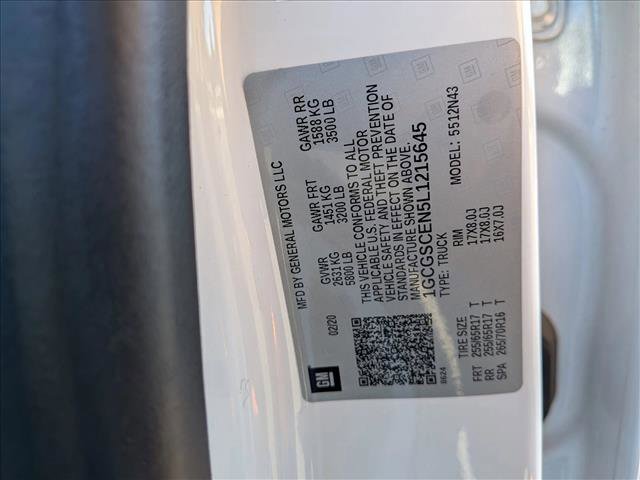 GM
MFD BY GENERAL MOTORS LLC
02/20
GVWR
2631 KG
5800 LB
GAWR FRT
1451 KG
3200 LB
GAWR RR
1588 KG
3500 LB
THIS VEHICLE CONFORMS TO ALL
APPLICABLE U.S. FEDERAL MOTOR
VEHICLE SAFETY AND THEFT PREVENTION
STANDARDS IN EFFECT ON THE DATE OF
MANUFACTURE SHOWN ABOVE.
1GCGSCEN5L1215645
TYPE: TRUCK
MODEL: 5512N43
TIRE SIZE RIM
FRT 255/65R17 T 17X8.0J
RR 255/65R17 T 17X8.0J
SPA 265/70R16 T 16X7.0J